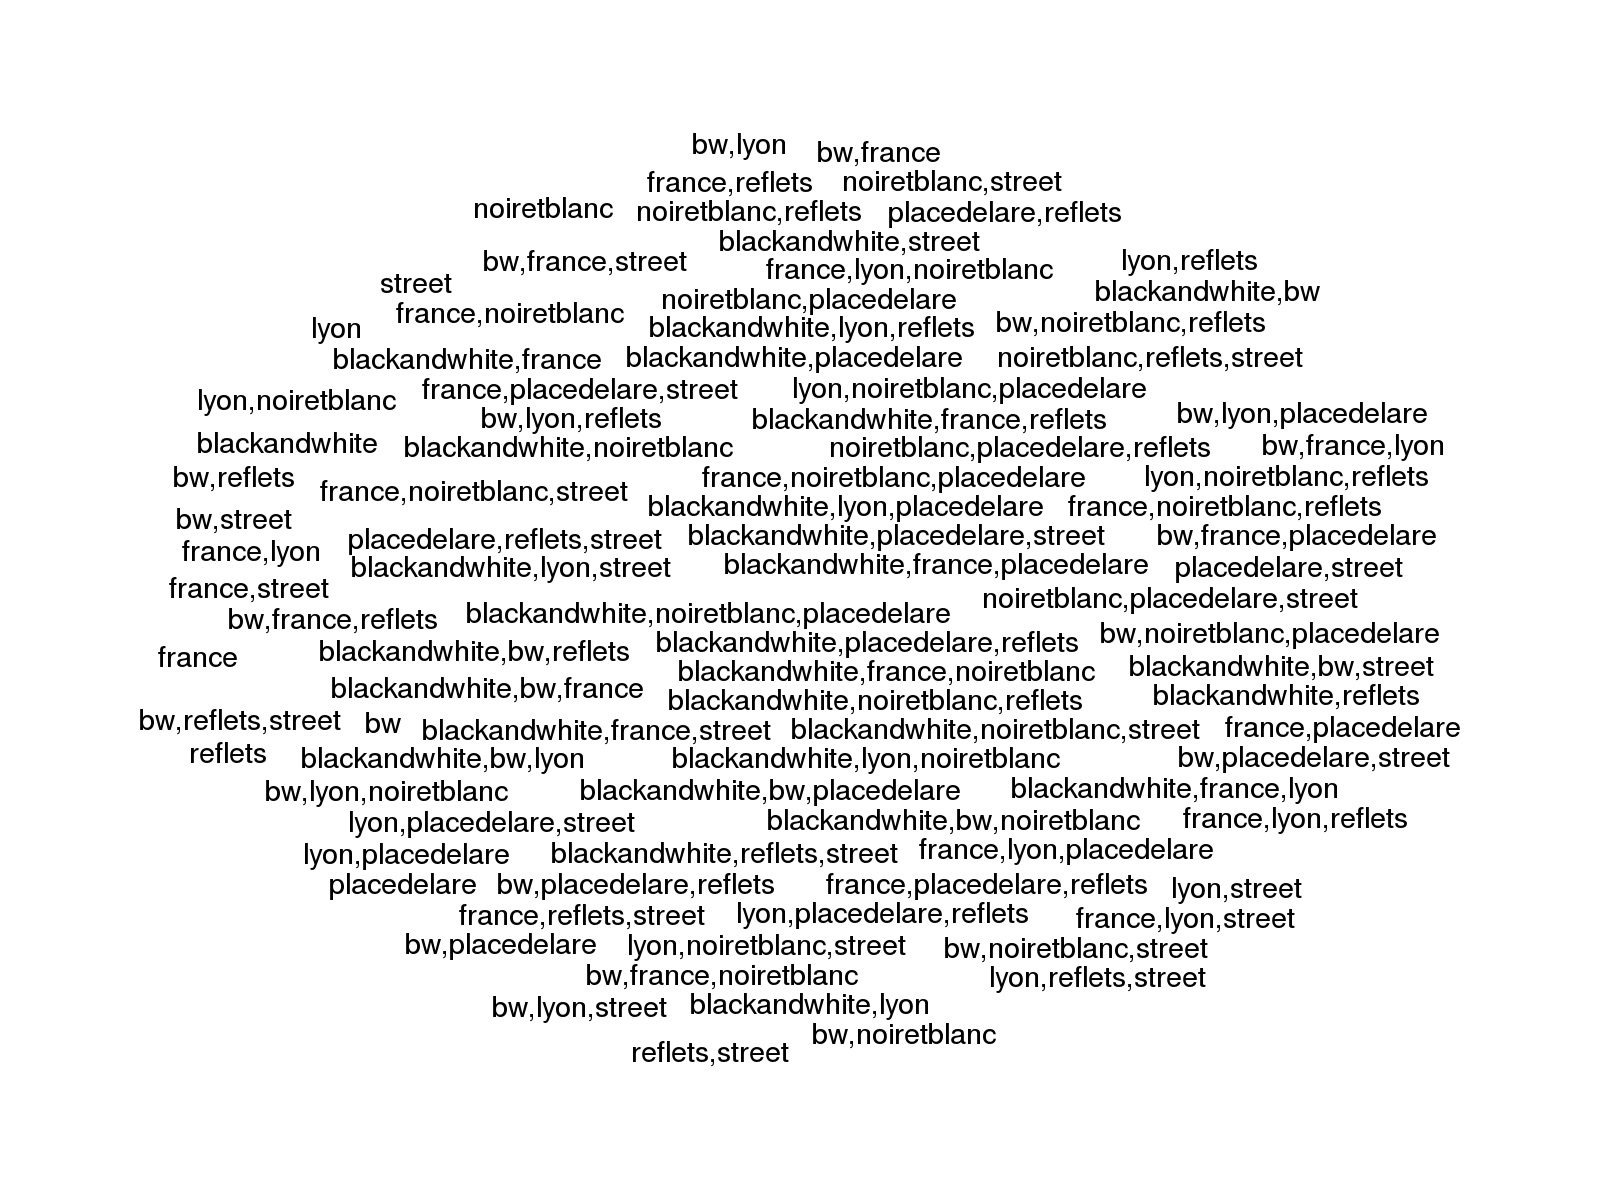 bw,lyon bw,france
france,reflets noiretblanc,street
noiretblanc noiretblanc,reflets placedelare,reflets
blackandwhite,street
bw,france,street france,lyon,noiretblanc lyon,reflets
street noiretblanc,placedelare blackandwhite,bw
france,noiretblanc
lyon blackandwhite,lyon,reflets bw,noiretblanc,reflets
blackandwhite,france blackandwhite,placedelare noiretblanc,reflets,street
france,placedelare,street lyon,noiretblanc,placedelare
lyon,noiretblanc
bw,lyon,reflets blackandwhite,france,reflets bw,lyon,placedelare
blackandwhite blackandwhite,noiretblanc noiretblanc,placedelare,reflets bw,france,lyon
bw,reflets france,noiretblanc,placedelare lyon,noiretblanc,reflets
france,noiretblanc,street
blackandwhite,lyon,placedelare france,noiretblanc,reflets
bw,street
placedelare,reflets,street blackandwhite,placedelare,street bw,france,placedelare
france,lyon
blackandwhite,lyon,street blackandwhite,france,placedelare placedelare,street
france,street
noiretblanc,placedelare,street
bw,france,reflets blackandwhite,noiretblanc,placedelare
bw,noiretblanc,placedelare
blackandwhite,bw,reflets blackandwhite,placedelare,reflets
france blackandwhite,france,noiretblanc blackandwhite,bw,street
blackandwhite,bw,france blackandwhite,noiretblanc,reflets blackandwhite,reflets
bw,reflets,street bw blackandwhite,france,street blackandwhite,noiretblanc,street france,placedelare
reflets blackandwhite,bw,lyon blackandwhite,lyon,noiretblanc bw,placedelare,street
bw,lyon,noiretblanc blackandwhite,bw,placedelare blackandwhite,france,lyon
lyon,placedelare,street blackandwhite,bw,noiretblanc france,lyon,reflets
lyon,placedelare blackandwhite,reflets,street france,lyon,placedelare
placedelare bw,placedelare,reflets france,placedelare,reflets lyon,street
france,reflets,street lyon,placedelare,reflets france,lyon,street
bw,placedelare lyon,noiretblanc,street bw,noiretblanc,street
bw,france,noiretblanc lyon,reflets,street
bw,lyon,street blackandwhite,lyon
bw,noiretblanc
reflets,street